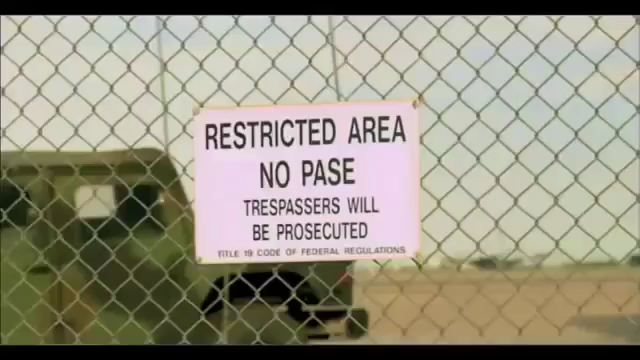 RESTRICTED AREA
NO PASE
TRESPASSERS WILL
BE PROSECUTED
TITLE 19 CODE OF FEDERAL REGULATIONS